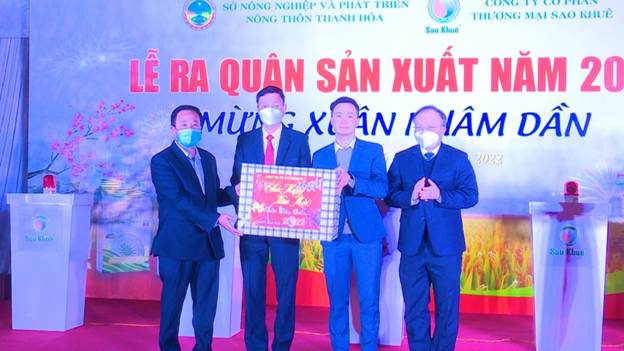 SỞ NÔNG NGHIỆP VÀ PHÁT TRIỂN
NÔNG THÔN THANH HÓA
Sao Khuê
CÔNG TY CỔ PHẦN
THƯƠNG MẠI SAO KHUÊ
LỄ RA QUÂN SẢN XUẤT NĂM 20
MỪNG XUÂN NHÂM DẦN
2022
Chúc Mừng
Năm Mới
2022
Sao Khuê
Sao Khuê